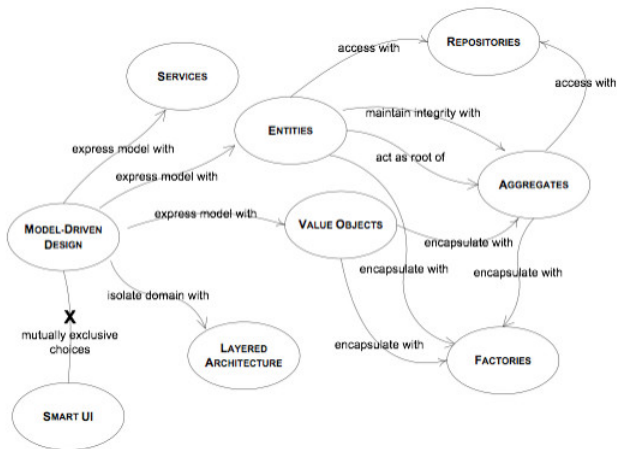 REPOSITORIES
access with
SERVICES
access with
maintain integrity with
ENTITIES
express model with
act as root of
express model with
AGGREGATES
express model with
VALUE OBJECTS
MODEL-DRIVEN
DESIGN
encapsulate with
encapsulate with
encapsulate with
isolate domain with
X
mutually exclusive
choices
encapsulate with
LAYERED
ARCHITECTURE
FACTORIES
SMART UI